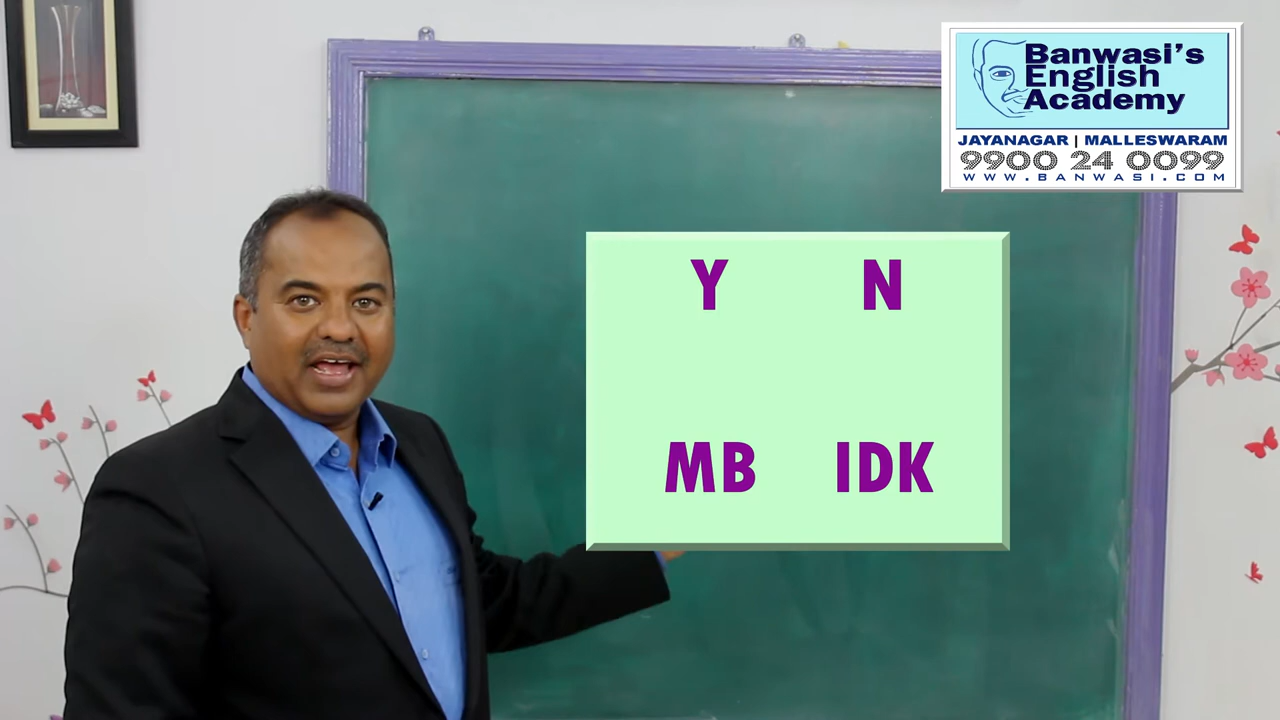 Banwasi's
English
Academy
JAYANAGAR | MALLESWARAM
9900 24 0099
WWW.BANWASI.COM
Y N
MB IDK